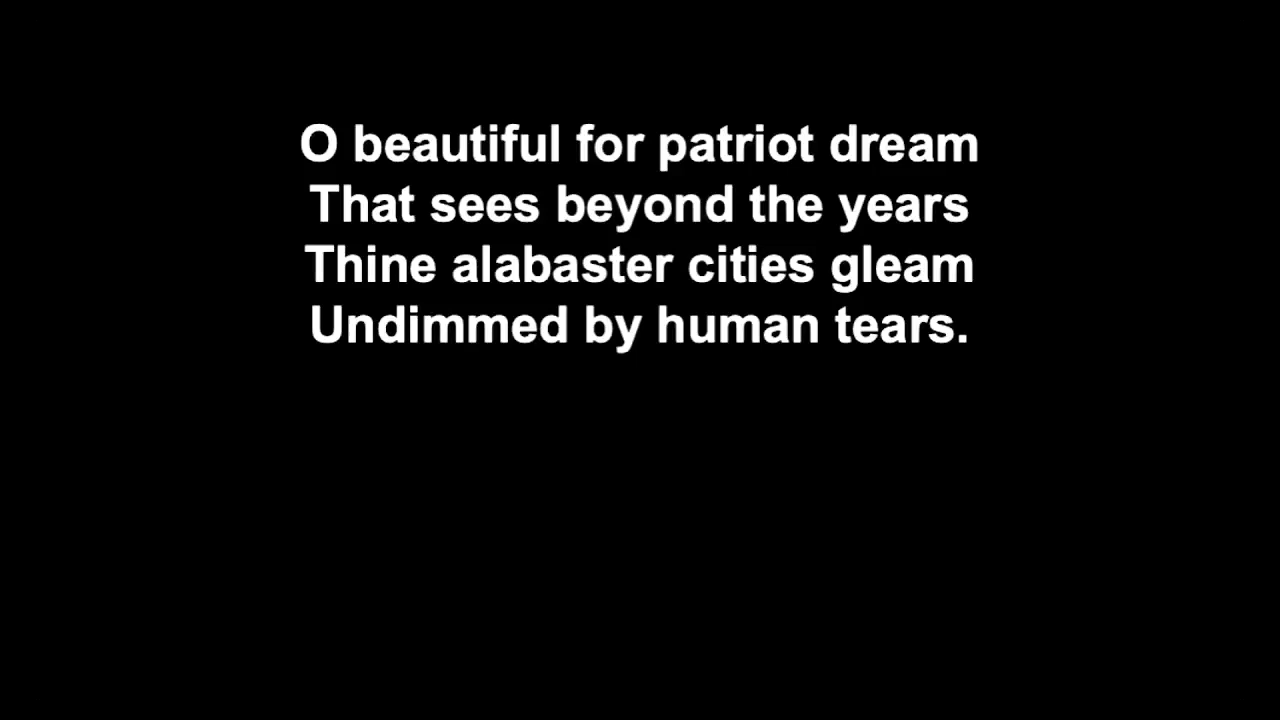 O beautiful for patriot dream
That sees beyond the years
Thine alabaster cities gleam
Undimmed by human tears.